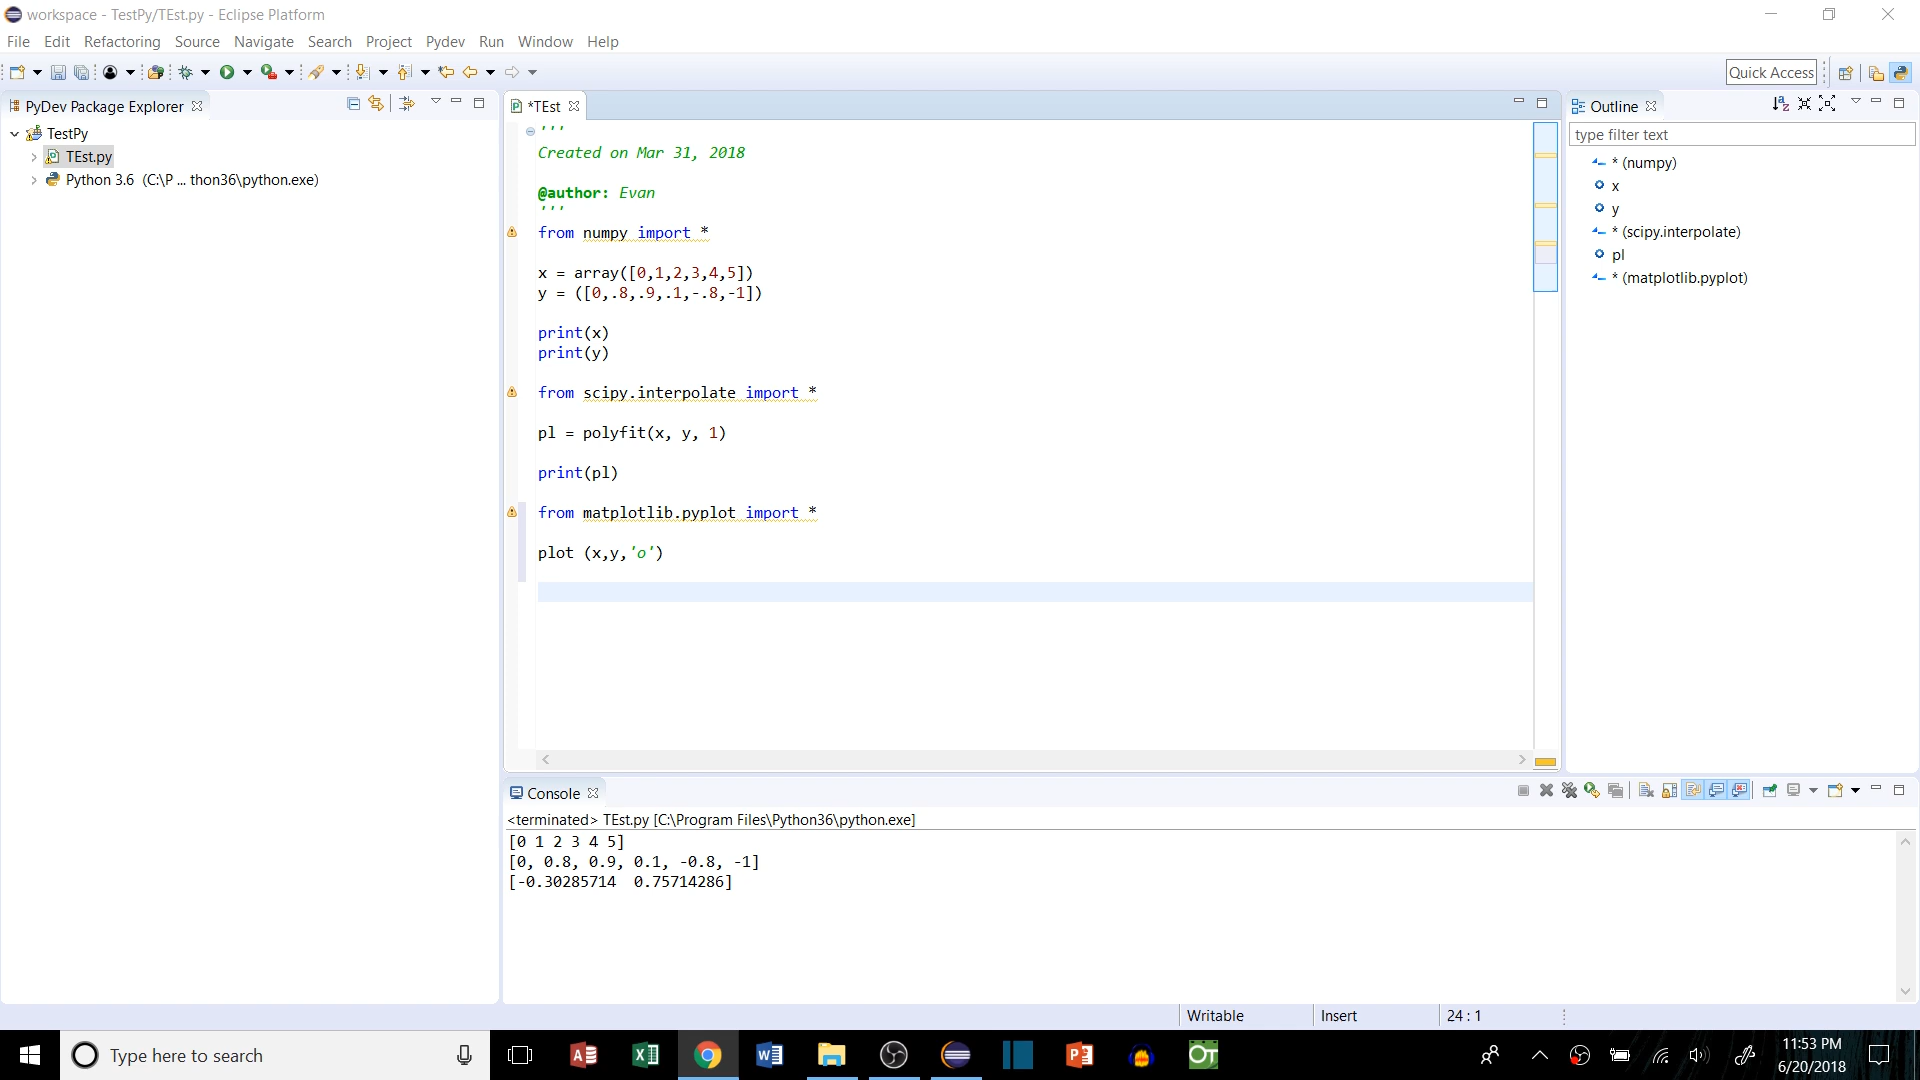 workspace - TestPy/TEst.py - Eclipse Platform
File Edit Refactoring Source Navigate Search Project Pydev Run Window Help
Quick Access
PyDev Package Explorer
TestPy
TEst.py
Python 3.6 (C:\P ... thon36\python.exe)
*TEst
'''
Created on Mar 31, 2018
@author: Evan
'''
from numpy import *
x = array([0,1,2,3,4,5])
y = ([0,.8,.9,.1,-.8,-1])
print(x)
print(y)
from scipy.interpolate import *
pl = polyfit(x, y, 1)
print(pl)
from matplotlib.pyplot import *
plot (x,y,'o')
Outline
type filter text
* (numpy)
x
y
* (scipy.interpolate)
pl
* (matplotlib.pyplot)
Console
<terminated> TEst.py [C:\Program Files\Python36\python.exe]
[0 1 2 3 4 5]
[0, 0.8, 0.9, 0.1, -0.8, -1]
[-0.30285714  0.75714286]
Writable Insert 24 : 1
Type here to search
11:53 PM
6/20/2018